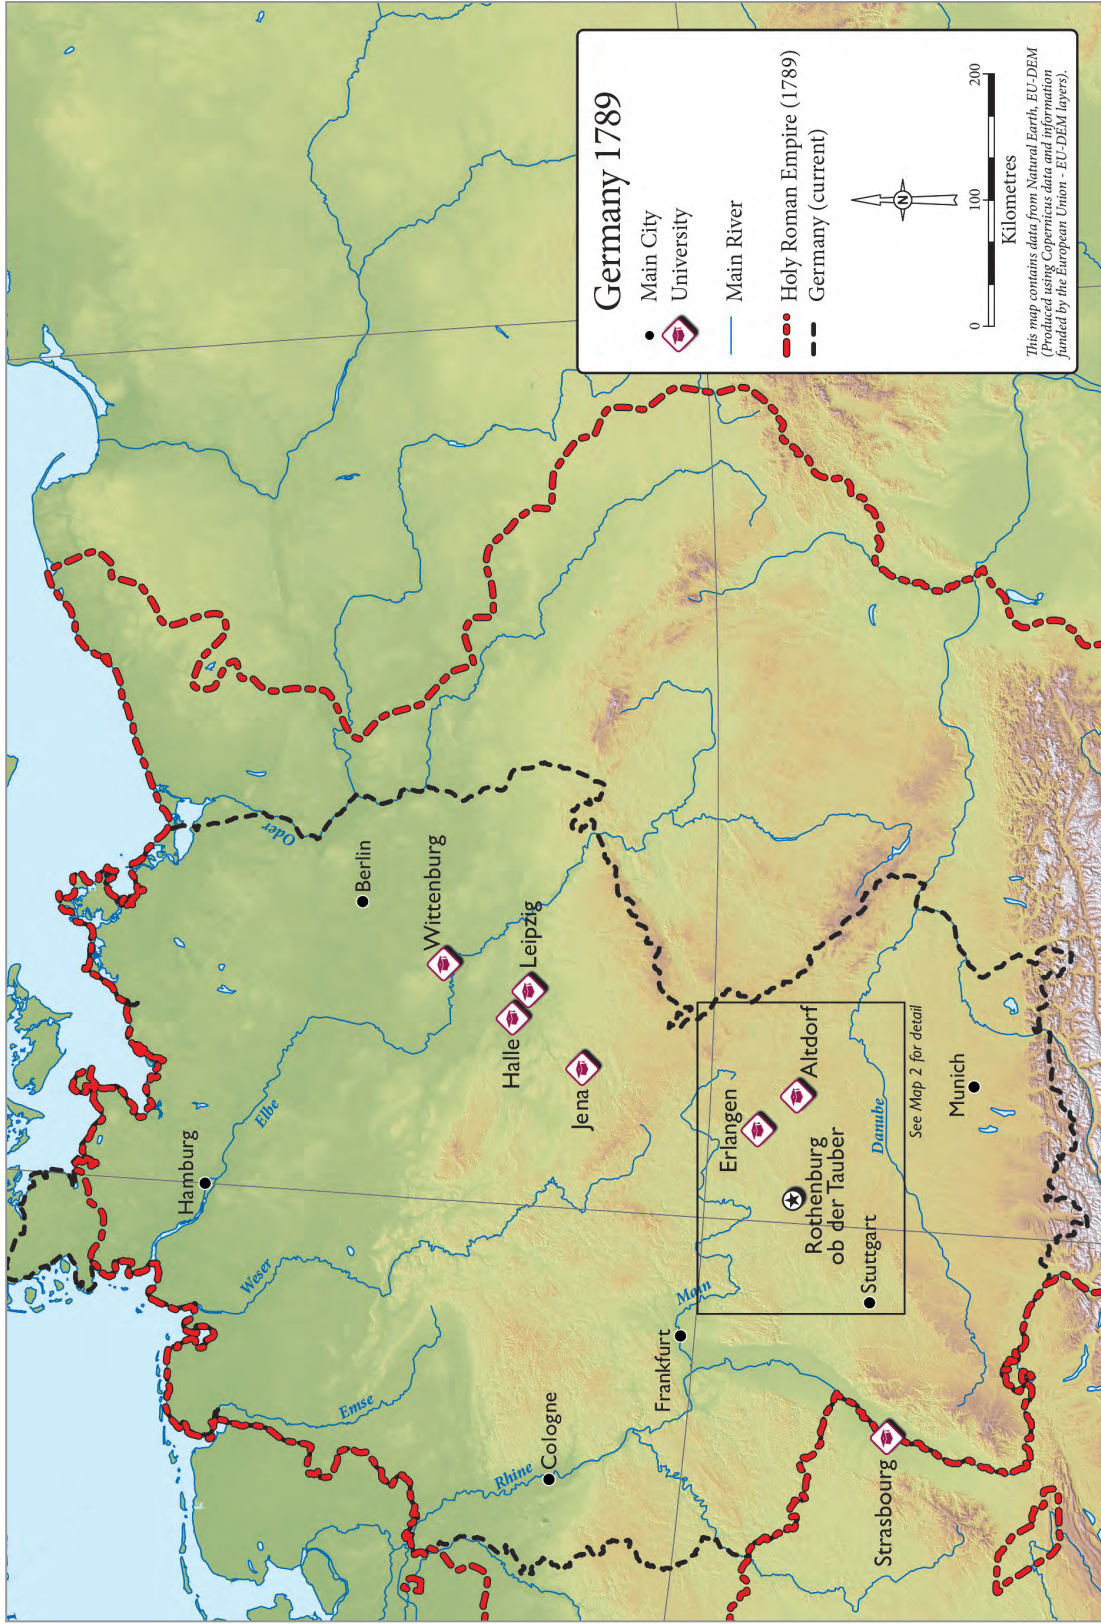 Germany 1789
Main City
University
Main River
Holy Roman Empire (1789)
Germany (current)
N
0
100
200
Kilometres
This map contains data from Natural Earth, EU-DEM
(Produced using Copernicus data and information
funded by the European Union - EU-DEM layers).
Hamburg
Elbe
Weser
Emse
Oder
Berlin
Wittenburg
Leipzig
Halle
Jena
Cologne
Rhine
Frankfurt
Main
Erlangen
Altdorf
Rothenburg
ob der Tauber
Stuttgart
Danube
See Map 2 for detail
Strasbourg
Munich